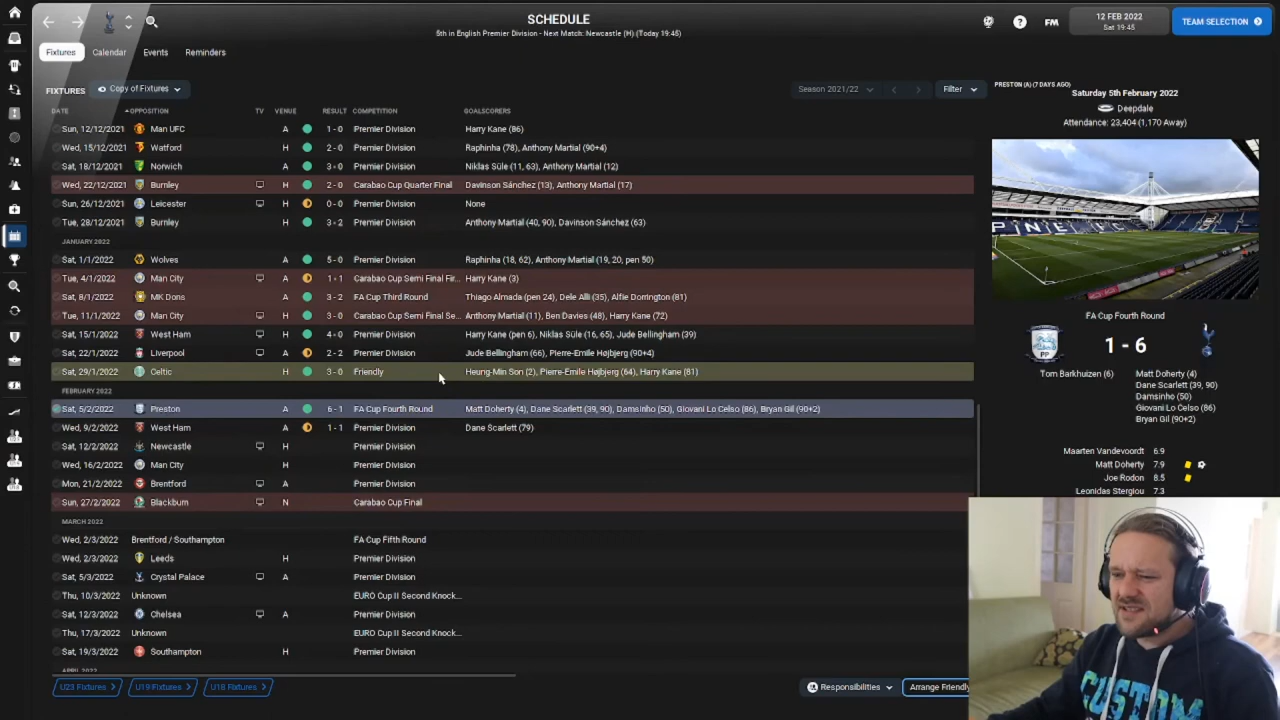 SCHEDULE
5th in English Premier Division - Next Match: Newcastle (H) (Today 19:45)
FM
12 FEB 2022
Sat 19:45
TEAM SELECTION
Fixtures Calendar Events Reminders
FIXTURES Copy of Fixtures Season 2021/22 Filter
DATE OPPOSITION TV VENUE RESULT COMPETITION GOALSCORERS
Sun, 12/12/2021 Man UFC A 1 - 0 Premier Division Harry Kane (86)
Wed, 15/12/2021 Watford H 2 - 0 Premier Division Raphinha (78), Anthony Martial (90+4)
Sat, 18/12/2021 Norwich A 3 - 0 Premier Division Niklas Süle (11, 63), Anthony Martial (12)
Wed, 22/12/2021 Burnley H 2 - 0 Carabao Cup Quarter Final Davinson Sánchez (13), Anthony Martial (17)
Sun, 26/12/2021 Leicester H 0 - 0 Premier Division None
Tue, 28/12/2021 Burnley A 3 - 2 Premier Division Anthony Martial (40, 90), Davinson Sánchez (63)
JANUARY 2022
Sat, 1/1/2022 Wolves A 5 - 0 Premier Division Raphinha (18, 62), Anthony Martial (19, 20, pen 50)
Tue, 4/1/2022 Man City H 1 - 1 Carabao Cup Semi Final Fir... Harry Kane (3)
Sat, 8/1/2022 MK Dons A 3 - 2 FA Cup Third Round Thiago Almada (pen 24), Dele Alli (35), Alfie Dorrington (81)
Tue, 11/1/2022 Man City A 3 - 0 Carabao Cup Semi Final Se... Anthony Martial (11), Ben Davies (48), Harry Kane (72)
Sat, 15/1/2022 West Ham H 4 - 0 Premier Division Harry Kane (pen 6), Niklas Süle (16, 65), Jude Bellingham (39)
Sat, 22/1/2022 Liverpool A 2 - 2 Premier Division Jude Bellingham (66), Pierre-Emile Højbjerg (90+4)
Sat, 29/1/2022 Celtic H 3 - 0 Friendly Heung-Min Son (2), Pierre-Emile Højbjerg (64), Harry Kane (81)
FEBRUARY 2022
Sat, 5/2/2022 Preston A 6 - 1 FA Cup Fourth Round Matt Doherty (4), Dane Scarlett (39, 90), Damsinho (50), Giovani Lo Celso (86), Bryan Gil (90+2)
Wed, 9/2/2022 West Ham A 1 - 1 Premier Division Dane Scarlett (79)
Sat, 12/2/2022 Newcastle H Premier Division
Wed, 16/2/2022 Man City H Premier Division
Mon, 21/2/2022 Brentford A Premier Division
Sun, 27/2/2022 Blackburn N Carabao Cup Final
MARCH 2022
Wed, 2/3/2022 Brentford / Southampton FA Cup Fifth Round
Wed, 2/3/2022 Leeds H Premier Division
Sat, 5/3/2022 Crystal Palace A Premier Division
Thu, 10/3/2022 Unknown EURO Cup II Second Knock...
Sat, 12/3/2022 Chelsea A Premier Division
Thu, 17/3/2022 Unknown EURO Cup II Second Knock...
Sat, 19/3/2022 Southampton H Premier Division
U23 Fixtures U19 Fixtures U18 Fixtures Responsibilities Arrange Friendly
PRESTON (A) (7 DAYS AGO)
Saturday 5th February 2022
Deepdale
Attendance: 23,404 (1,170 Away)
FA Cup Fourth Round
1 - 6
Tom Barkhuizen (6) Matt Doherty (4)
Dane Scarlett (39, 90)
Damsinho (50)
Giovani Lo Celso (86)
Bryan Gil (90+2)
Maarten Vandevoordt 6.9
Matt Doherty 7.9
Joe Rodon 8.5
Leonidas Stergiou 7.3
CUSTOM